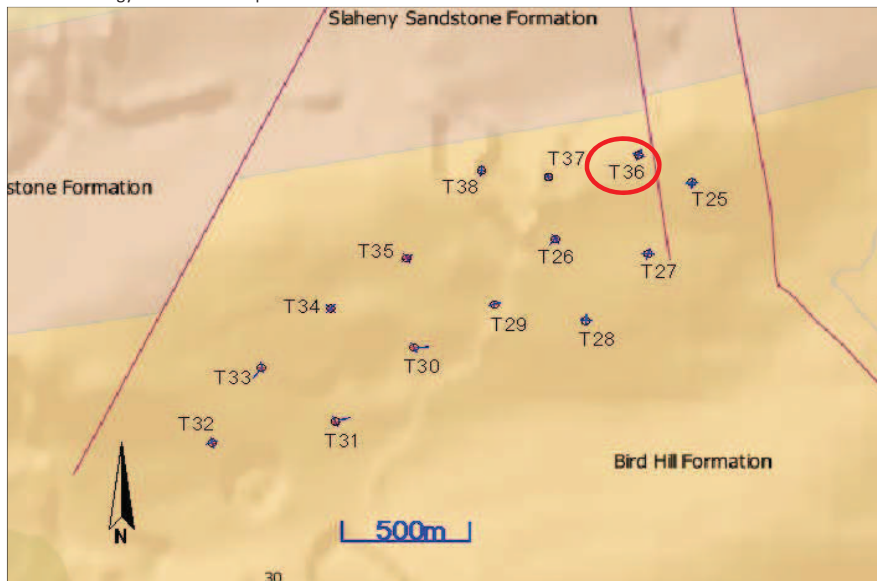 Slaheny Sandstone Formation
stone Formation
T37
T36
T38
T25
T26
T27
T35
T34
T29
T28
T30
T33
T31
T32
Bird Hill Formation
N
500m
30